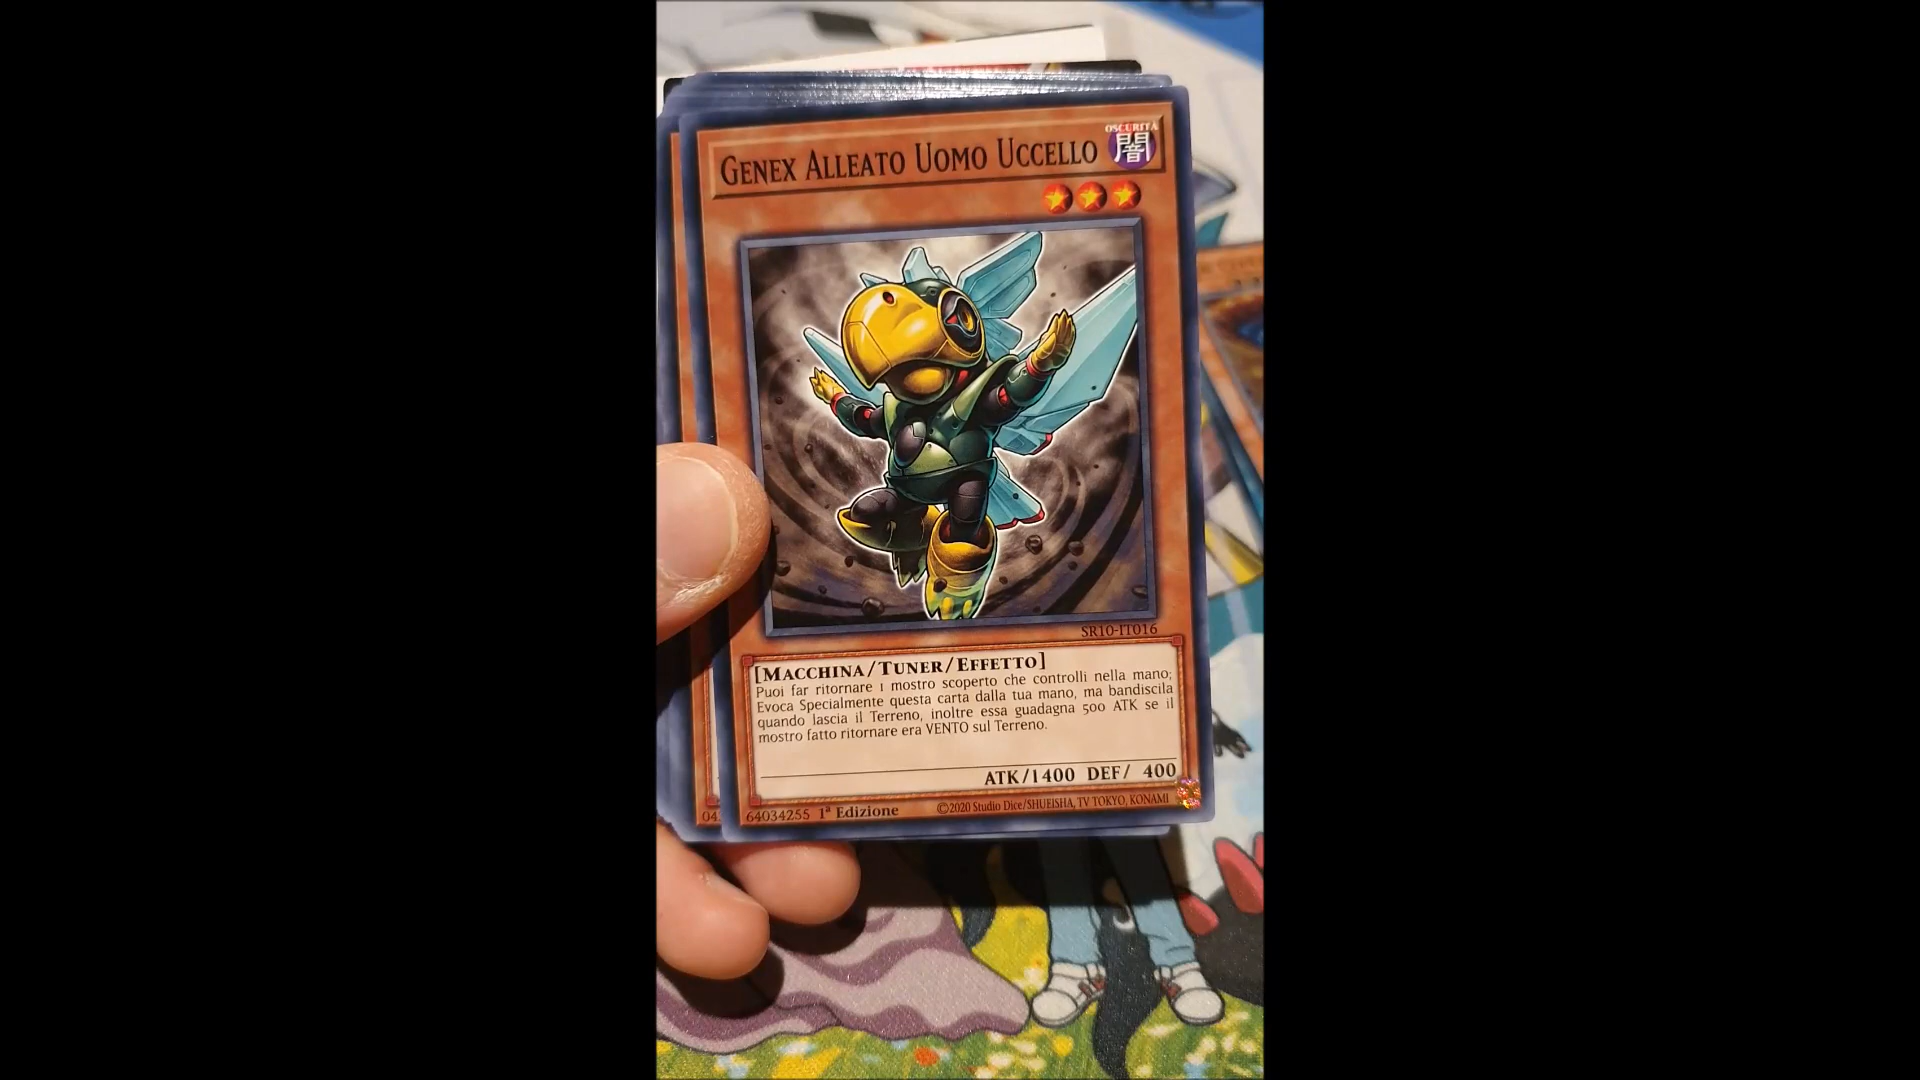 GENEX ALLEATO UOMO UCCELLO
OSCURITÀ
闇
SR10-IT016
[MACCHINA/TUNER/EFFETTO]
Puoi far ritornare 1 mostro scoperto che controlli nella mano;
Evoca Specialmente questa carta dalla tua mano, ma bandiscila
quando lascia il Terreno, inoltre essa guadagna 500 ATK se il
mostro fatto ritornare era VENTO sul Terreno.
ATK/1400 DEF/ 400
64034255 1ª Edizione
©2020 Studio Dice/SHUEISHA, TV TOKYO, KONAMI